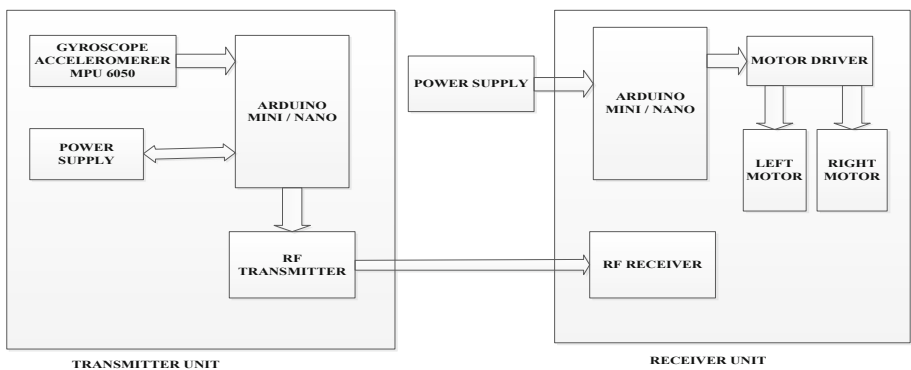 GYROSCOPE
ACCELEROMERER
MPU 6050
ARDUINO
MINI / NANO
POWER
SUPPLY
RF
TRANSMITTER
TRANSMITTER UNIT
POWER SUPPLY
ARDUINO
MINI / NANO
MOTOR DRIVER
LEFT
MOTOR
RIGHT
MOTOR
RF RECEIVER
RECEIVER UNIT